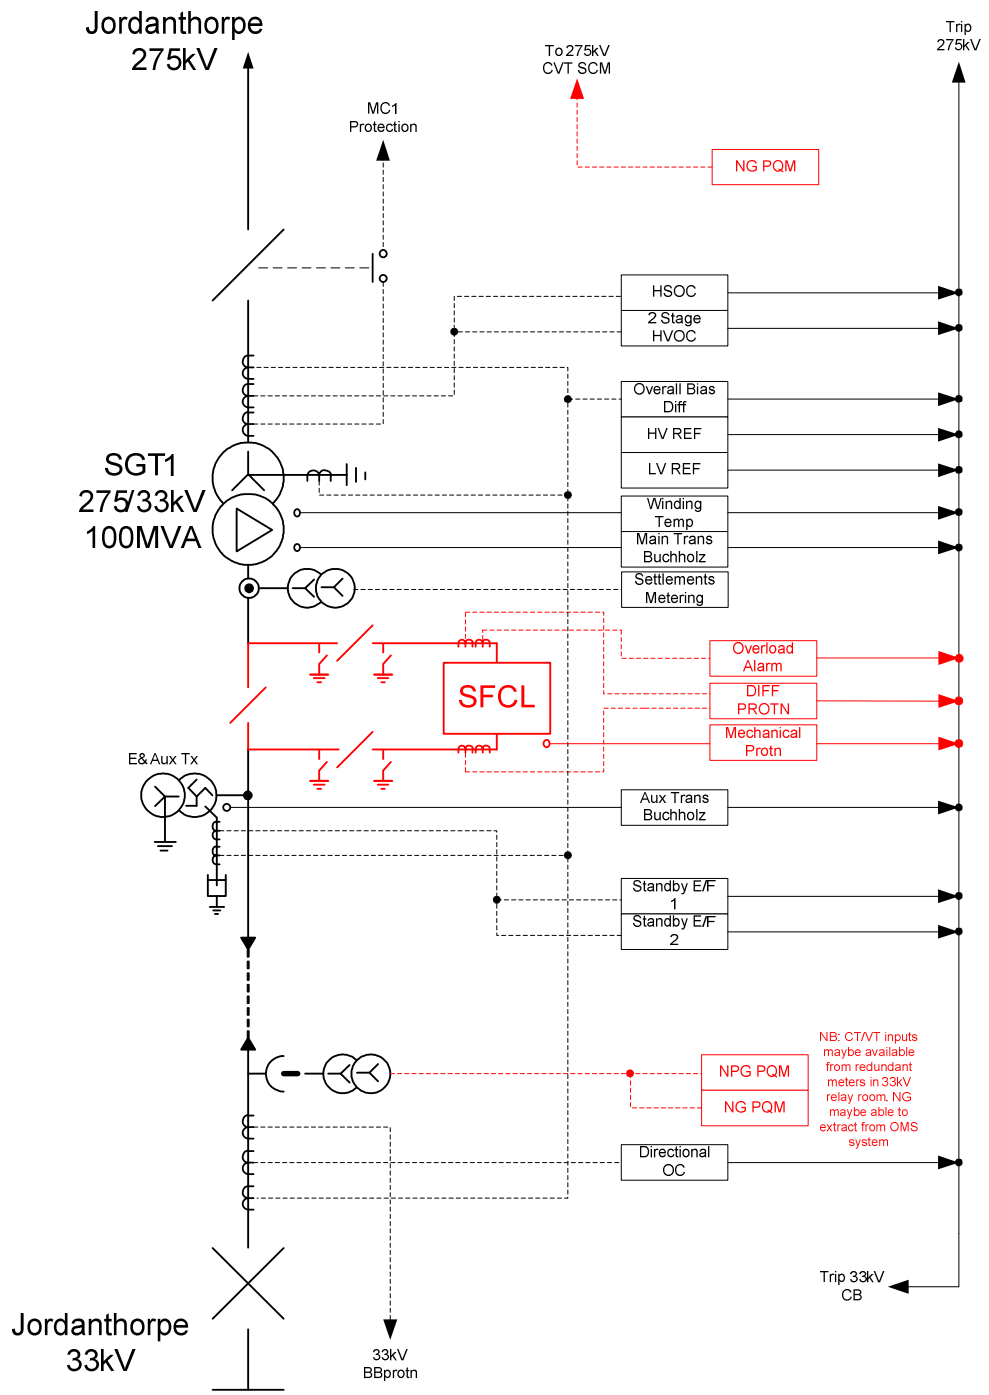 Jordanthorpe
275kV
Trip
275kV
To 275kV
CVT SCM
MC1
Protection
NG PQM
HSOC
2 Stage
HVOC
Overall Bias
Diff
HV REF
LV REF
SGT1
275/33kV
100MVA
Winding
Temp
Main Trans
Buchholz
Settlements
Metering
Overload
Alarm
SFCL
DIFF
PROTN
Mechanical
Protn
E&Aux Tx
Aux Trans
Buchholz
Standby E/F
1
Standby E/F
2
NB: CT/VT inputs
maybe available
from redundant
meters in 33kV
relay room. NG
maybe able to
extract from OMS
system
NPG PQM
NG PQM
Directional
OC
Trip 33kV
CB
Jordanthorpe
33kV
33kV
BBprotn